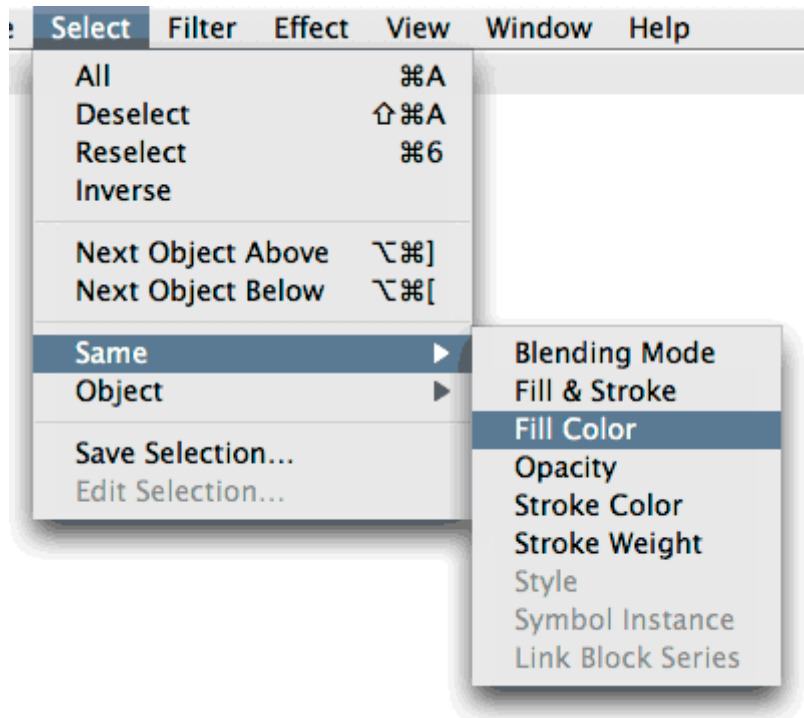 Select Filter Effect View Window Help
All ⌘A
Deselect ⇧⌘A
Reselect ⌘6
Inverse
Next Object Above ⌥⌘]
Next Object Below ⌥⌘[
Same ▶
Object ▶
Save Selection...
Edit Selection...
Blending Mode
Fill & Stroke
Fill Color
Opacity
Stroke Color
Stroke Weight
Style
Symbol Instance
Link Block Series